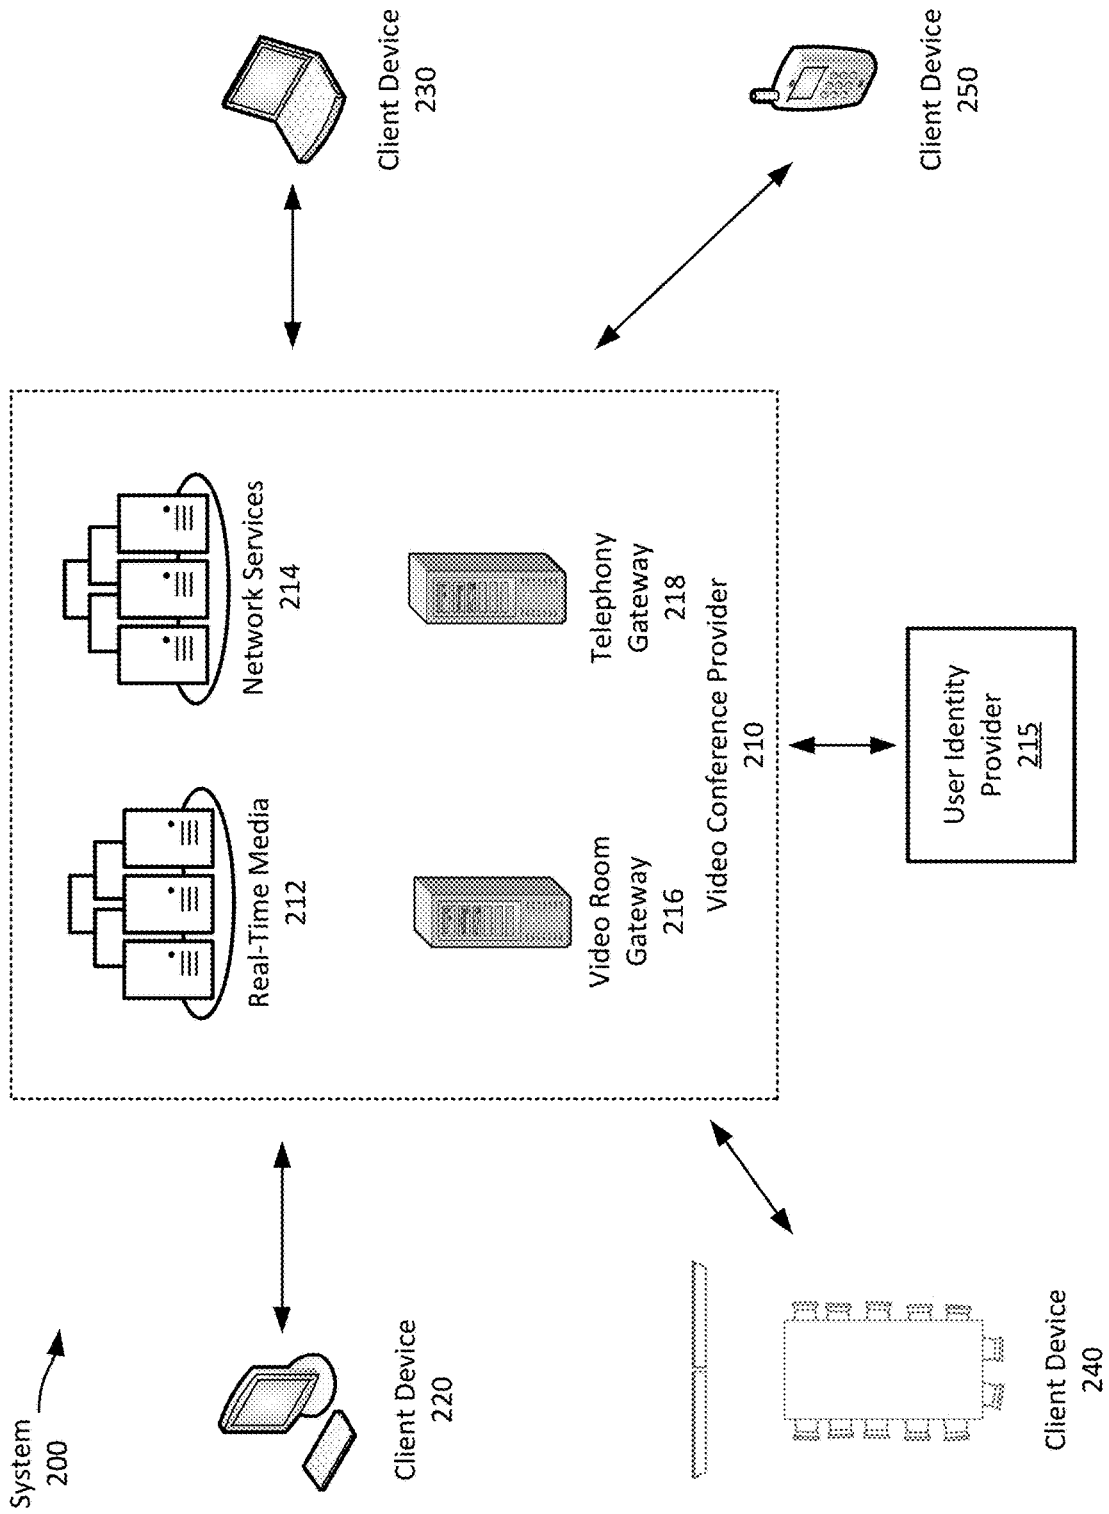 System
200
Real-Time Media
212
Network Services
214
Video Room
Gateway
216
Telephony
Gateway
218
Video Conference Provider
210
Client Device
220
Client Device
230
Client Device
240
User Identity
Provider
215
Client Device
250